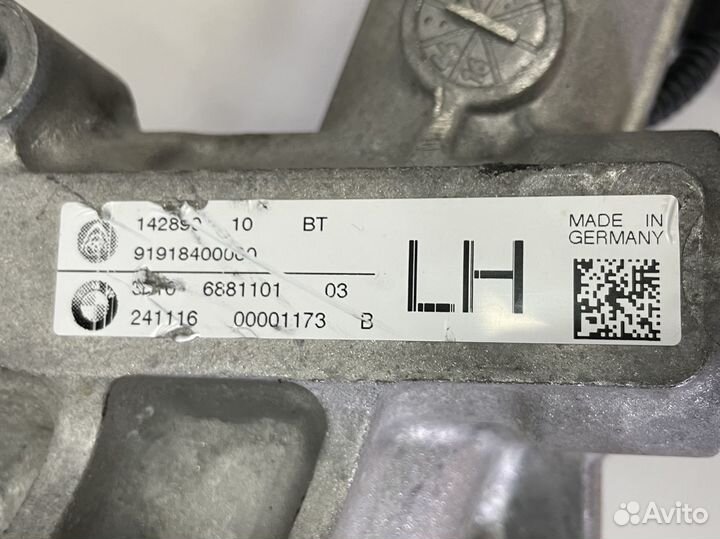 10 BT
6881101 03
241116 00001173 B
LH
MADE IN
GERMANY
Avito